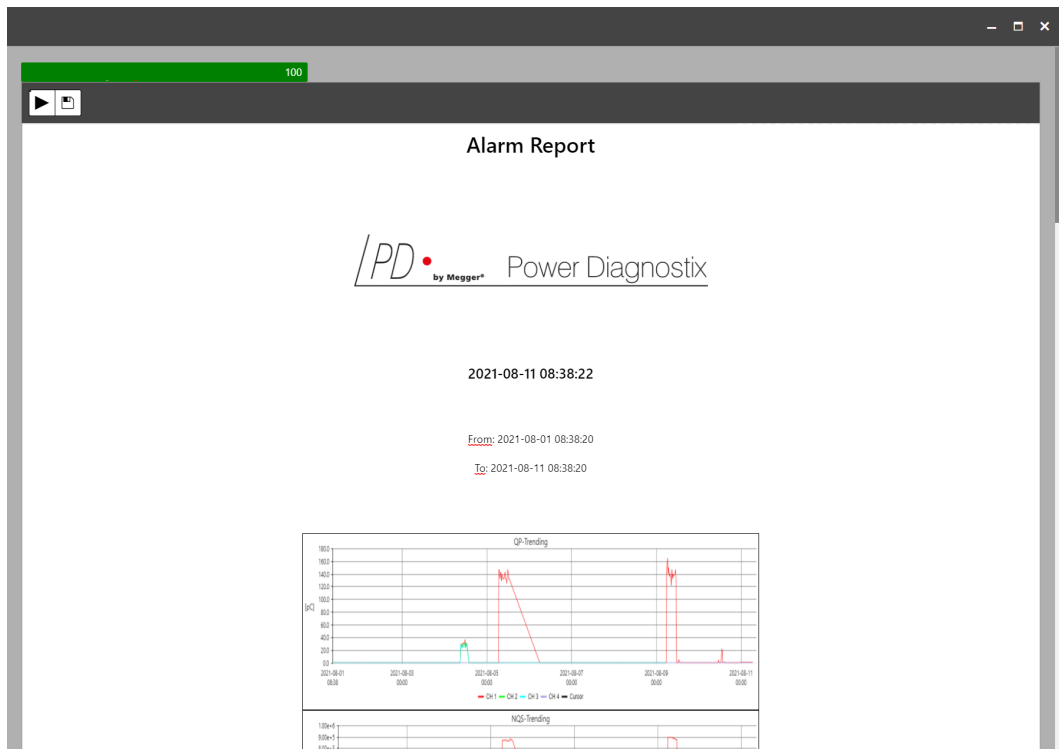 100
Alarm Report
PD by Megger® Power Diagnostix
2021-08-11 08:38:22
From: 2021-08-01 08:38:20
To: 2021-08-11 08:38:20
QP-Trending
180.0
160.0
140.0
120.0
100.0
[pC]
80.0
60.0
40.0
20.0
0.0
2021-08-01 2021-08-03 2021-08-05 2021-08-07 2021-08-09 2021-08-11
08:38 00:00 00:00 00:00 00:00 00:00
CH 1 CH 2 CH 3 CH 4 Cursor
NQS-Trending
1.00e+6
9.00e+5